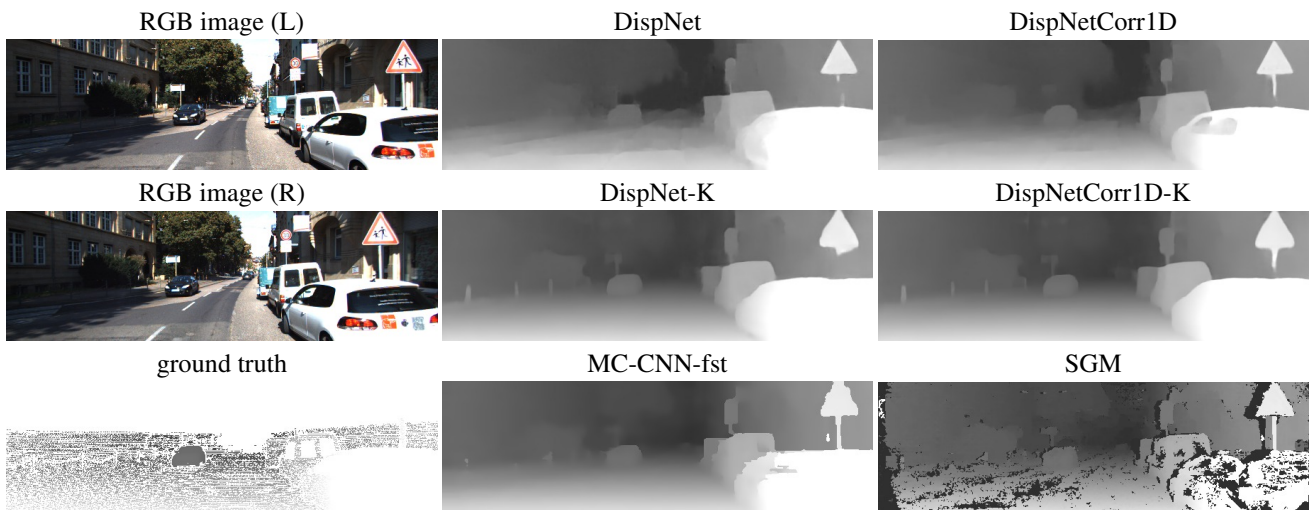 RGB image (L)
DispNet
DispNetCorr1D
RGB image (R)
DispNet-K
DispNetCorr1D-K
ground truth
MC-CNN-fst
SGM